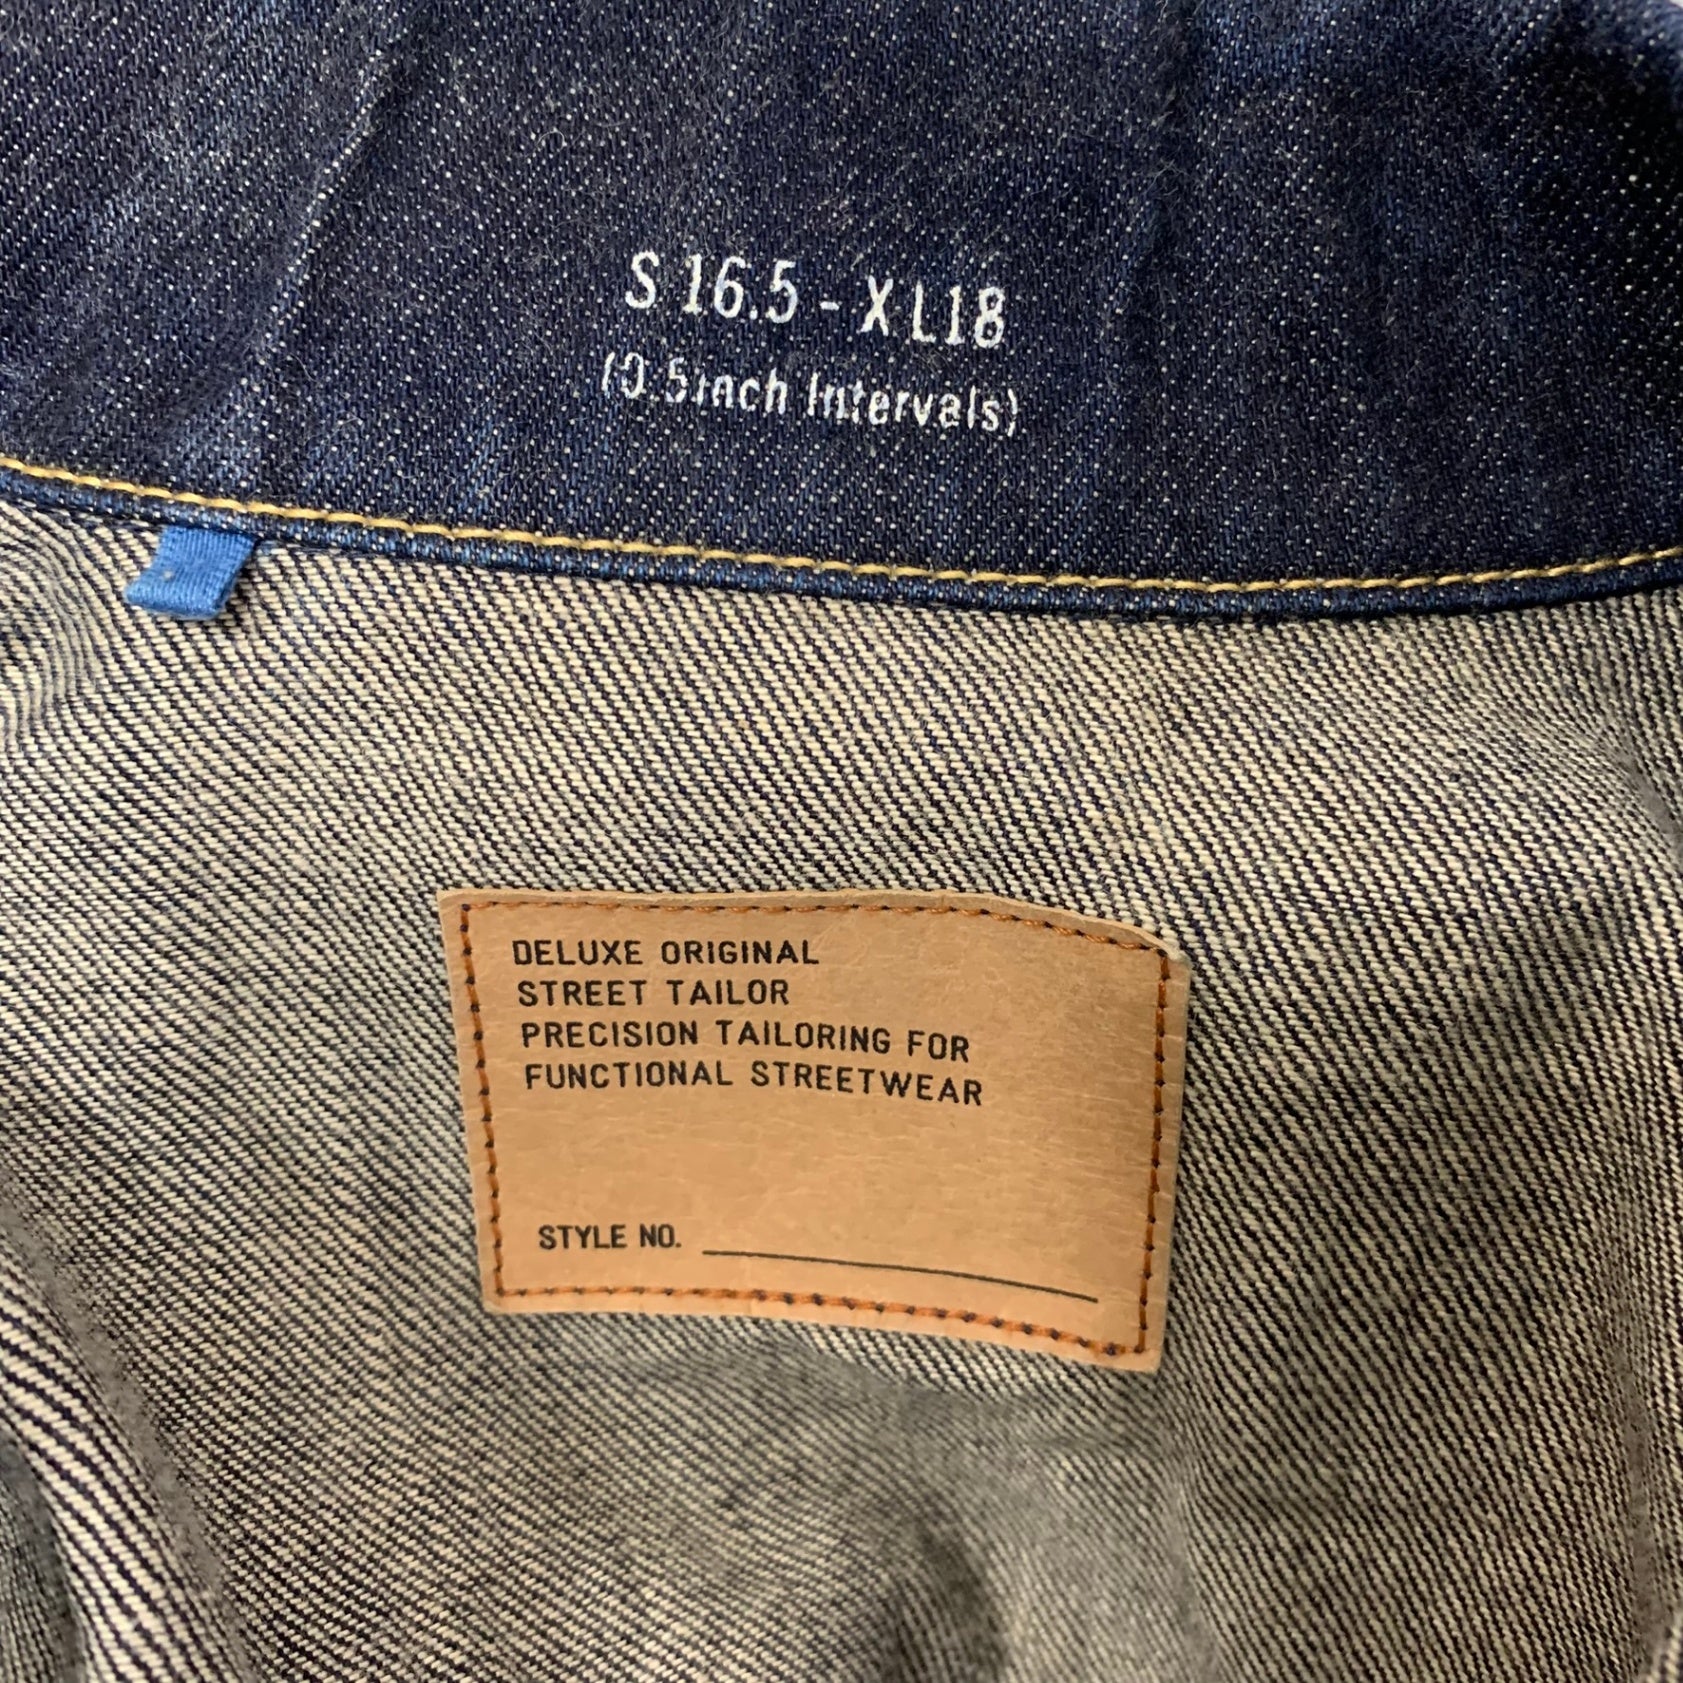 S 16.5 - XL18
(0.5inch Intervals)
DELUXE ORIGINAL
STREET TAILOR
PRECISION TAILORING FOR
FUNCTIONAL STREETWEAR
STYLE NO.